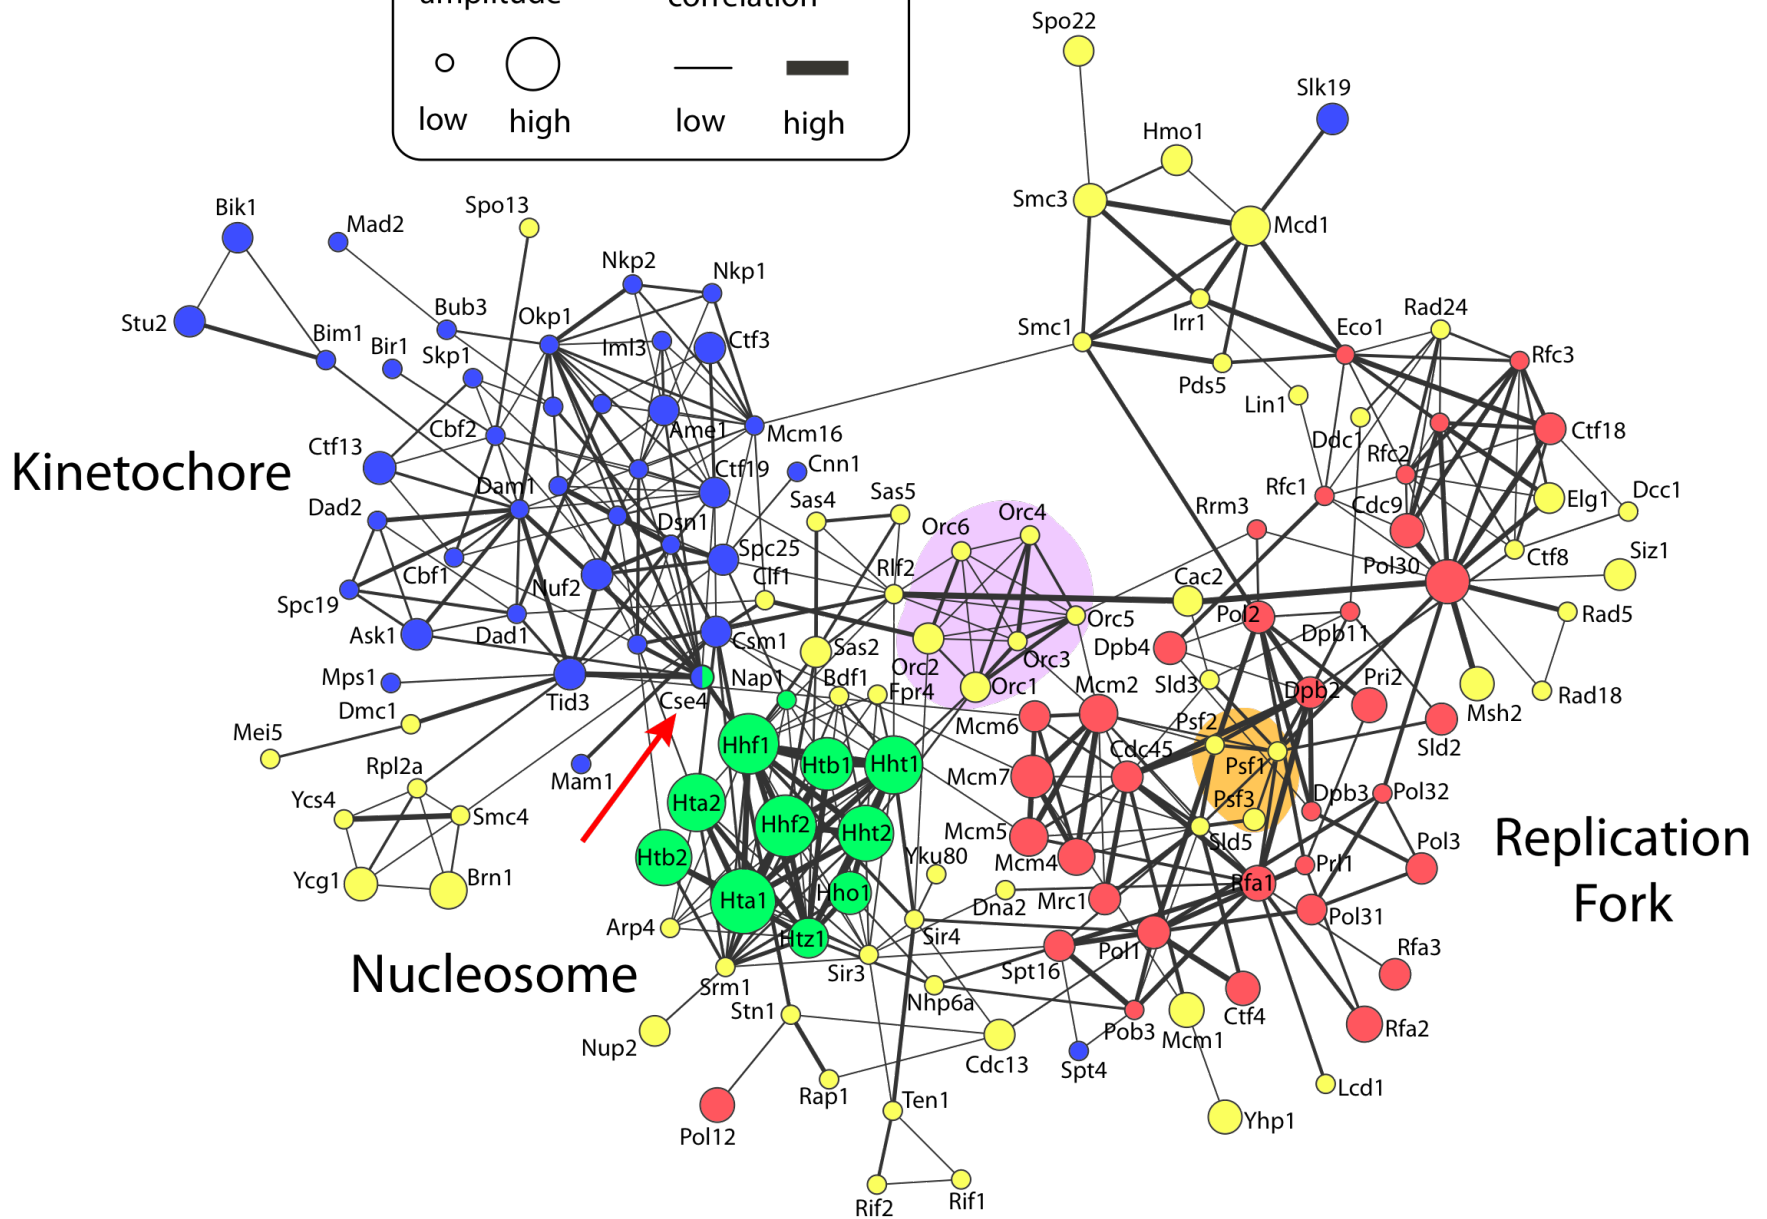 amplitude
correlation
low
high
low
high
Spo22
Slk19
Hmo1
Smc3
Mcd1
Bik1
Mad2
Spo13
Nkp2
Nkp1
Stu2
Bim1
Bub3
Okp1
Bir1
Skp1
Iml3
Ctf3
Smc1
Irr1
Eco1
Rad24
Rfc3
Pds5
Lin1
Ddc1
Ctf18
Kinetochore
Ctf13
Cbf2
Ame1
Mcm16
Ctf19
Cnn1
Rfc2
Dad2
Dam1
Sas4
Sas5
Orc6
Orc4
Rfc1
Cdc9
Elg1
Dcc1
Rrm3
Dsn1
Spc25
Cbf1
Nuf2
Clf1
Rlf2
Cac2
Pol30
Ctf8
Siz1
Spc19
Ask1
Dad1
Csm1
Sas2
Orc2
Orc3
Orc5
Orc1
Dpb4
Pol2
Dpb11
Rad5
Mps1
Tid3
Cse4
Nap1
Bdf1
Fpr4
Mcm2
Sld3
Dpb2
Pri2
Msh2
Rad18
Dmc1
Mei5
Mcm6
Psf2
Sld2
Rpl2a
Mam1
Hhf1
Htb1
Hht1
Mcm7
Cdc45
Psf1
Psf3
Dpb3
Pol32
Ycs4
Smc4
Hta2
Hhf2
Hht2
Mcm5
Mcm4
Sld5
Pol3
Replication
Fork
Ycg1
Brn1
Htb2
Yku80
Prl1
Hta1
Hho1
Dna2
Mrc1
Rfa1
Pol31
Arp4
Htz1
Sir4
Nucleosome
Srm1
Sir3
Nhp6a
Spt16
Pol1
Rfa3
Stn1
Nup2
Cdc13
Pob3
Mcm1
Ctf4
Rfa2
Spt4
Rap1
Ten1
Lcd1
Pol12
Yhp1
Rif2
Rif1